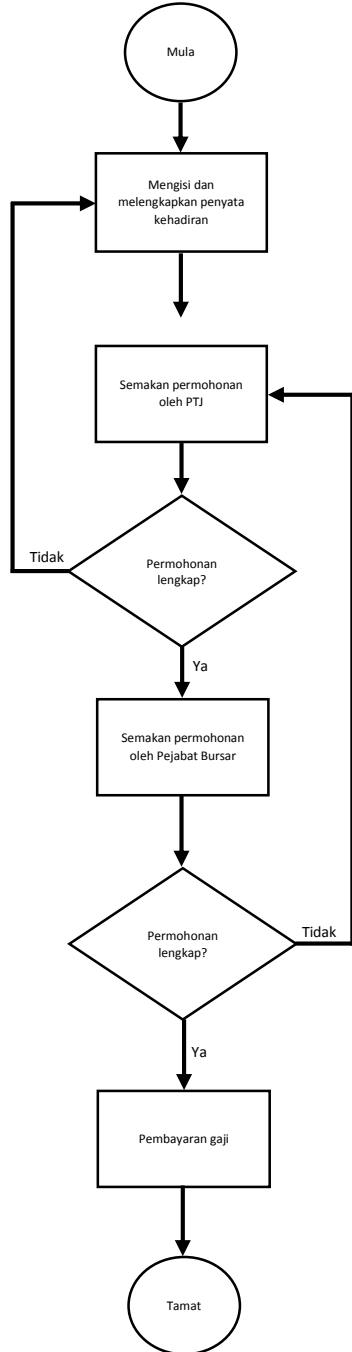 Mula
Mengisi dan
melengkapkan penyata
kehadiran
Semakan permohonan
oleh PTJ
Tidak
Permohonan
lengkap?
Ya
Semakan permohonan
oleh Pejabat Bursar
Permohonan
lengkap?
Tidak
Ya
Pembayaran gaji
Tamat